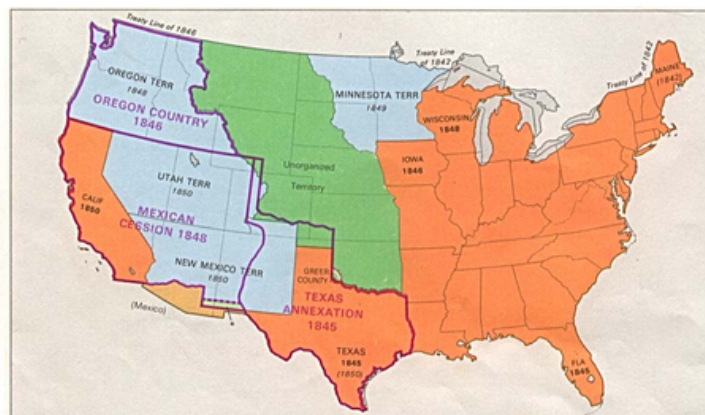 Treaty Line of 1846
Treaty Line
of 1842
Treaty Line of 1842
MAINE
(1842)
OREGON TERR
1848
OREGON COUNTRY
1846
MINNESOTA TERR
1849
WISCONSIN
1848
IOWA
1846
Unorganized
Territory
UTAH TERR
1850
CALIF
1850
MEXICAN
CESSION 1848
NEW MEXICO TERR
1850
GREER
COUNTY
(Mexico)
TEXAS
ANNEXATION
1845
TEXAS
1845
(1850)
FLA
1845